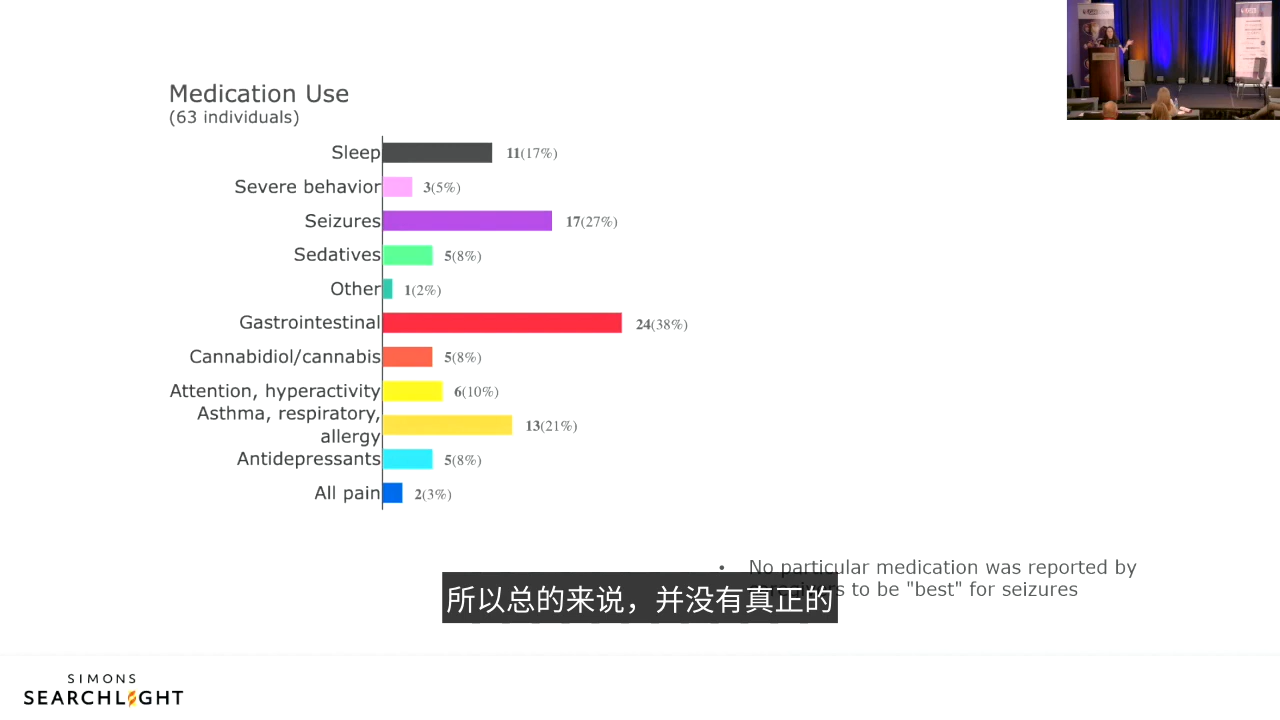 Medication Use
(63 individuals)
Sleep 11(17%)
Severe behavior 3(5%)
Seizures 17(27%)
Sedatives 5(8%)
Other 1(2%)
Gastrointestinal 24(38%)
Cannabidiol/cannabis 5(8%)
Attention, hyperactivity 6(10%)
Asthma, respiratory,
allergy 13(21%)
Antidepressants 5(8%)
All pain 2(3%)
• No particular medication was reported by
to be "best" for seizures
所以总的来说，并没有真正的
SIMONS
SEARCHLIGHT